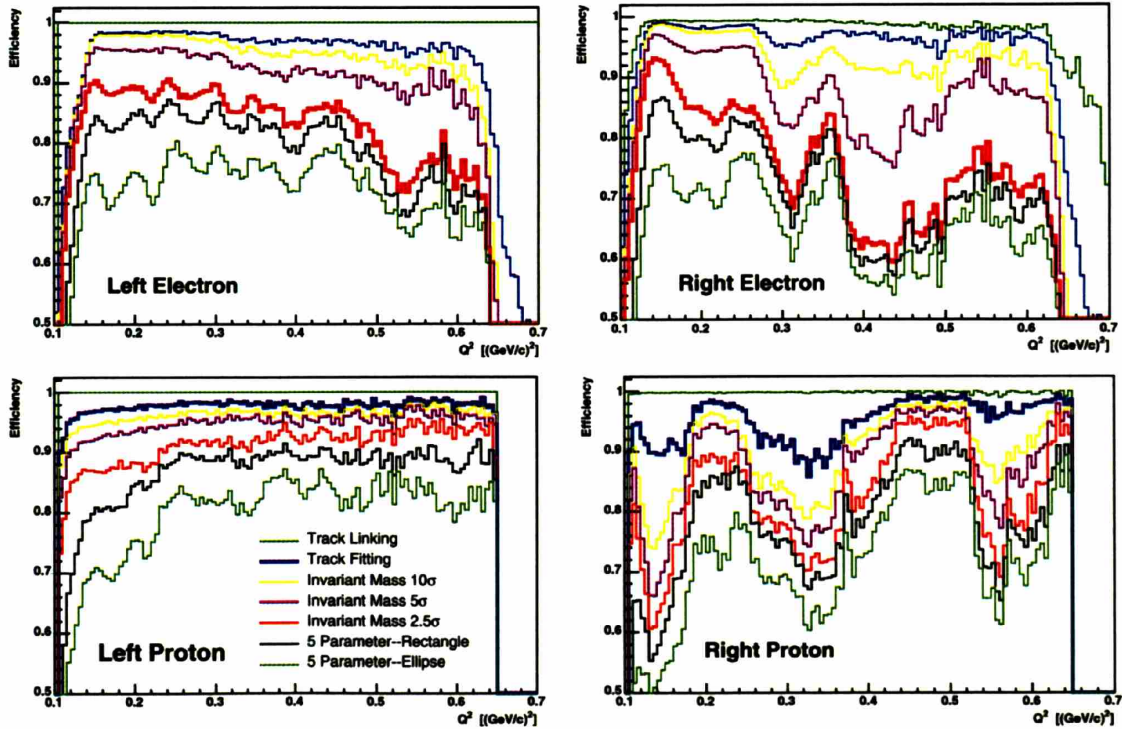 Efficiency
1
0.9
0.8
0.7
0.6
0.5
0.1 0.2 0.3 0.4 0.5 0.6 0.7
Q² [(GeV/c)²]
Left Electron
Efficiency
1
0.9
0.8
0.7
0.6
0.5
0.1 0.2 0.3 0.4 0.5 0.6 0.7
Q² [(GeV/c)²]
Right Electron
Efficiency
1
0.9
0.8
0.7
0.6
0.5
0.1 0.2 0.3 0.4 0.5 0.6 0.7
Q² [(GeV/c)²]
Track Linking
Track Fitting
Invariant Mass 10σ
Invariant Mass 5σ
Invariant Mass 2.5σ
5 Parameter--Rectangle
5 Parameter--Ellipse
Left Proton
Efficiency
1
0.9
0.8
0.7
0.6
0.5
0.1 0.2 0.3 0.4 0.5 0.6 0.7
Q² [(GeV/c)²]
Right Proton